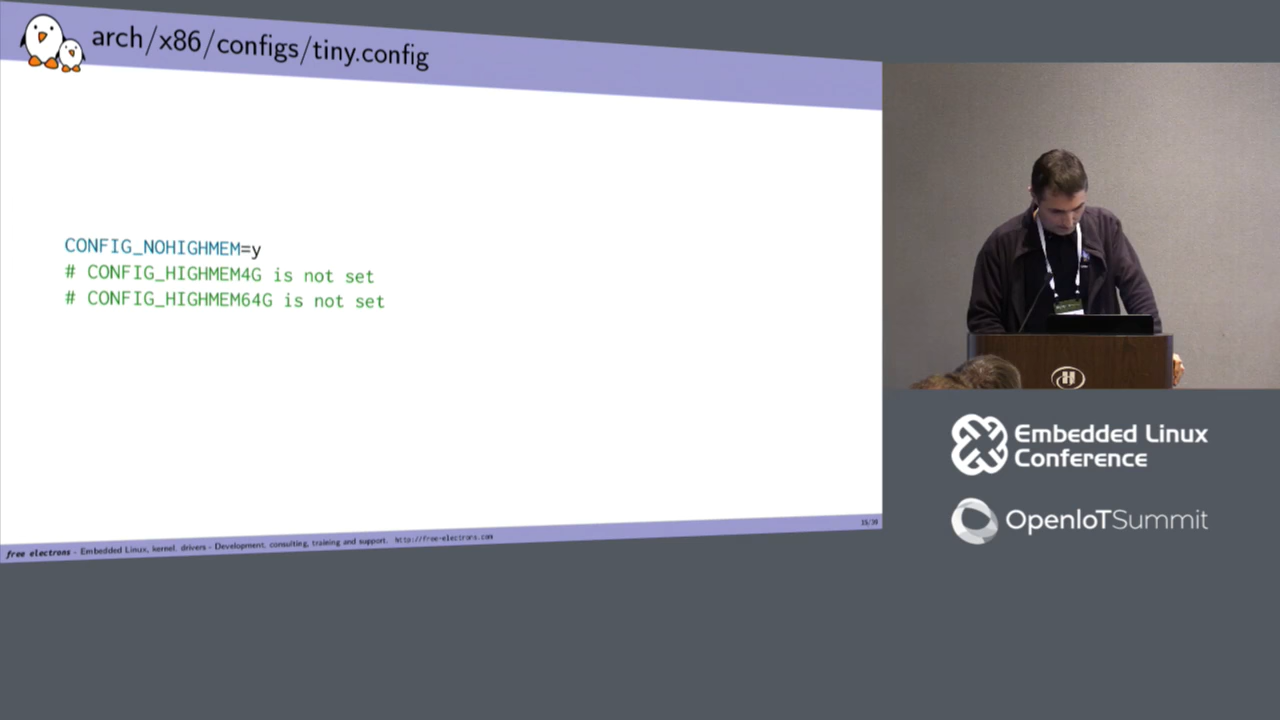 arch/x86/configs/tiny.config
CONFIG_NOHIGHMEM=y
# CONFIG_HIGHMEM4G is not set
# CONFIG_HIGHMEM64G is not set
free electrons - Embedded Linux, kernel, drivers - Development, consulting, training and support. http://free-electrons.com
H
Embedded Linux
Conference
OpenIoTSummit